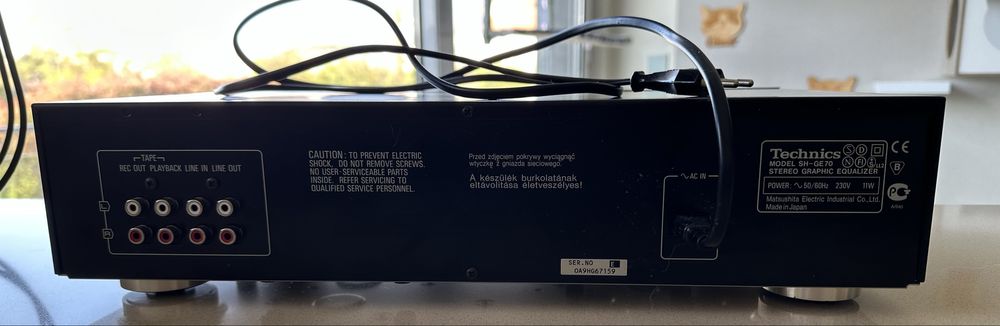 TAPE
REC OUT PLAYBACK LINE IN LINE OUT
L
R
CAUTION: TO PREVENT ELECTRIC
SHOCK, DO NOT REMOVE SCREWS.
NO USER-SERVICEABLE PARTS
INSIDE. REFER SERVICING TO
QUALIFIED SERVICE PERSONNEL.
Przed zdjęciem pokrywy wyciągnąć
wtyczkę z gniazda sieciowego.
A készülék burkolatának
eltávolítása életveszélyes!
∿AC IN
SER.NO E
OA9HG67159
Technics
MODEL SH-GE70
STEREO GRAPHIC EQUALIZER
S D
N FI
CE
B
POWER: ∿ 50/60Hz 230V 11W
Matsushita Electric Industrial Co.,Ltd.
Made in Japan